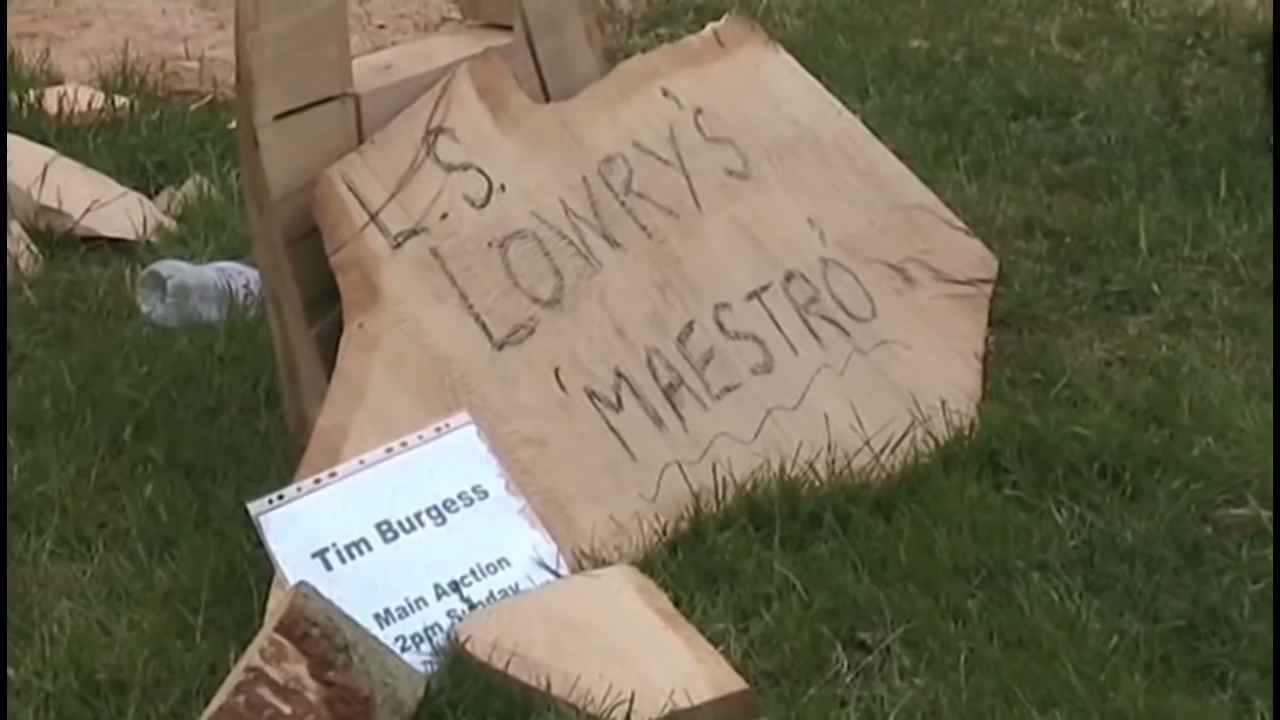 L.S.
LOWRY'S
'MAESTRO'
Tim Burgess
Main Auction
2pm Sunday